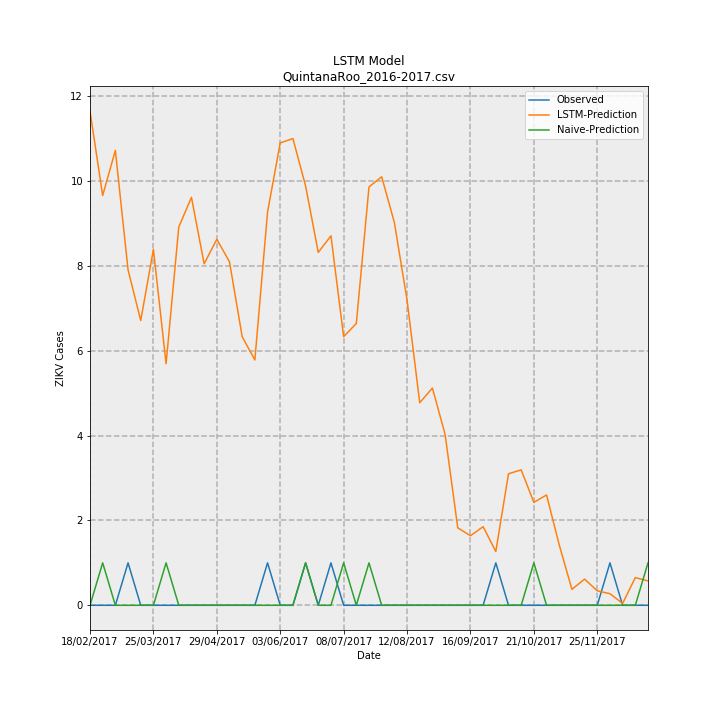 LSTM Model
QuintanaRoo_2016-2017.csv
Observed
LSTM-Prediction
Naive-Prediction
12
10
8
6
4
2
0
ZIKV Cases
18/02/2017 25/03/2017 29/04/2017 03/06/2017 08/07/2017 12/08/2017 16/09/2017 21/10/2017 25/11/2017
Date